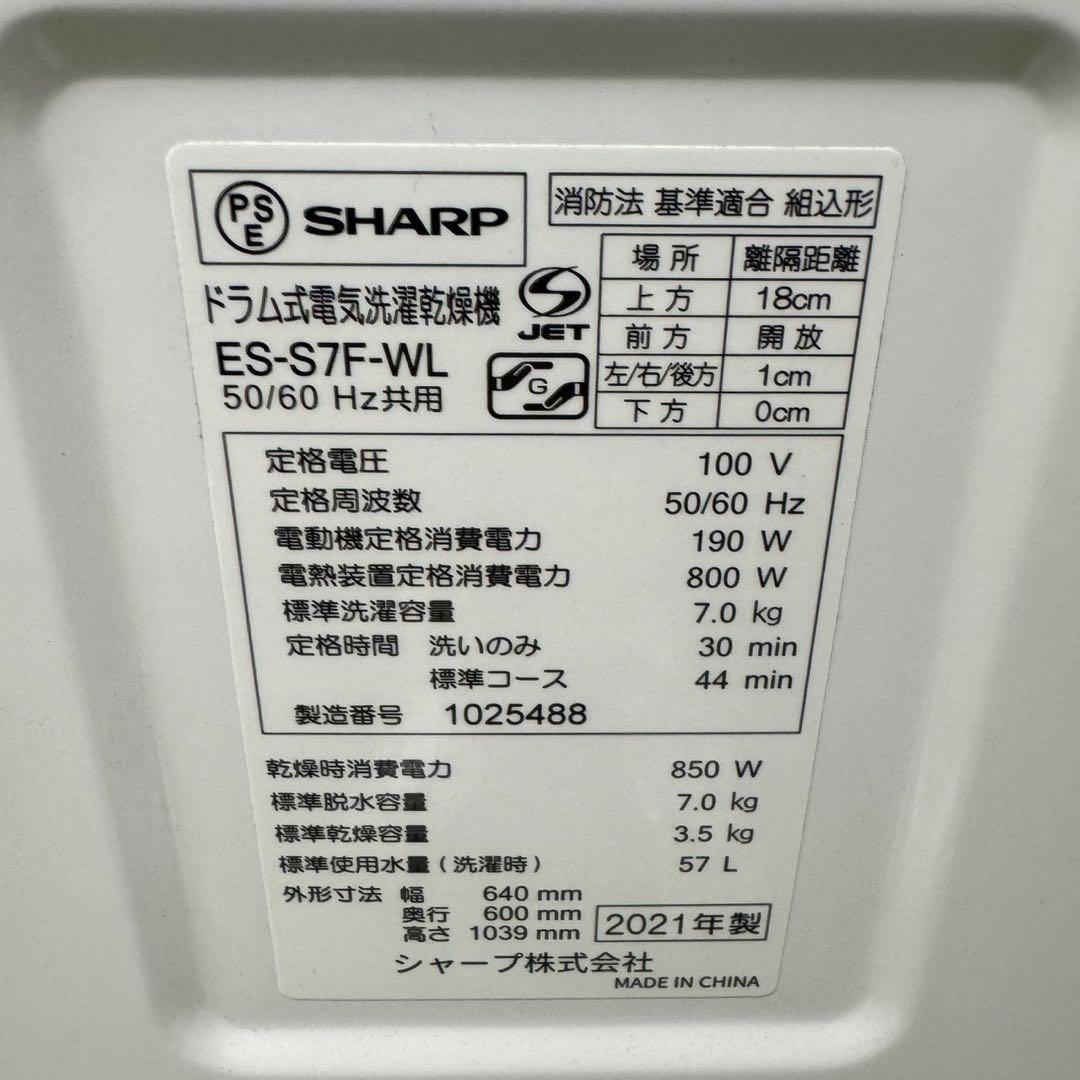 PSE SHARP
ドラム式電気洗濯乾燥機
ES-S7F-WL
50/60 Hz共用
JET
G
消防法 基準適合 組込形
場所 離隔距離
上方 18cm
前方 開放
左/右/後方 1cm
下方 0cm
定格電圧 100 V
定格周波数 50/60 Hz
電動機定格消費電力 190 W
電熱装置定格消費電力 800 W
標準洗濯容量 7.0 kg
定格時間 洗いのみ 30 min
標準コース 44 min
製造番号 1025488
乾燥時消費電力 850 W
標準脱水容量 7.0 kg
標準乾燥容量 3.5 kg
標準使用水量(洗濯時) 57 L
外形寸法 幅 640 mm
奥行 600 mm
高さ 1039 mm
2021年製
シャープ株式会社
MADE IN CHINA